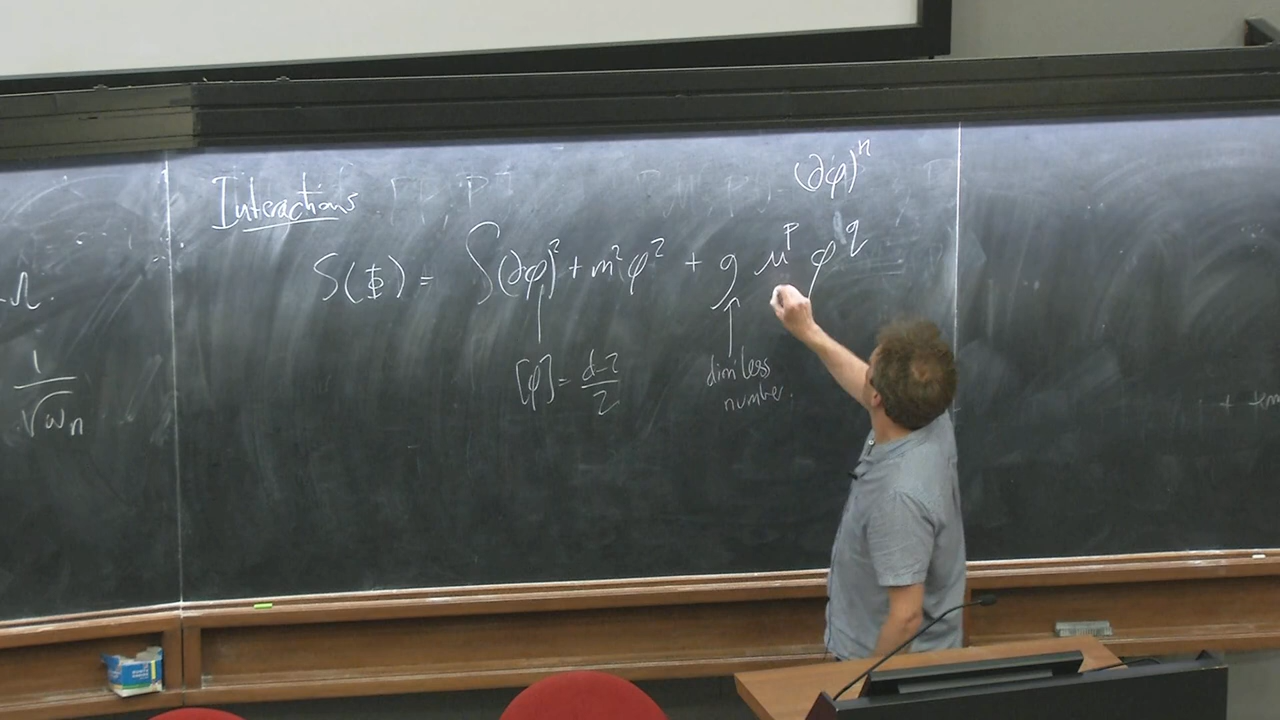 Interactions
(∂φ)^n
S(Φ) = ∫(∂φ)² + m²φ² + g μ^p φ^q
[φ] = (d-2)/2
dim'less
number.
Ω.
1/√ω_n